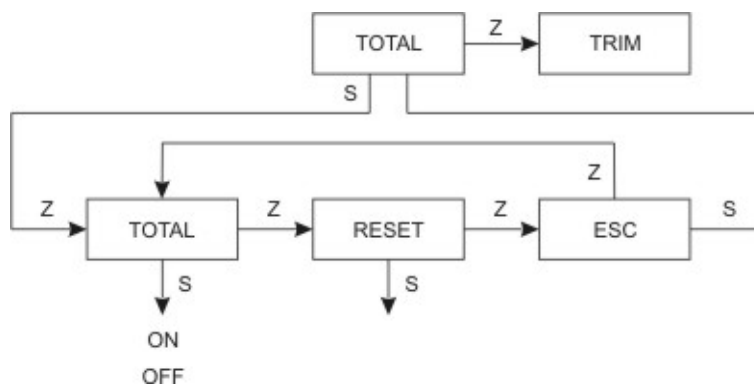 TOTAL Z TRIM
S
Z
Z TOTAL Z RESET Z ESC S
S S
ON
OFF